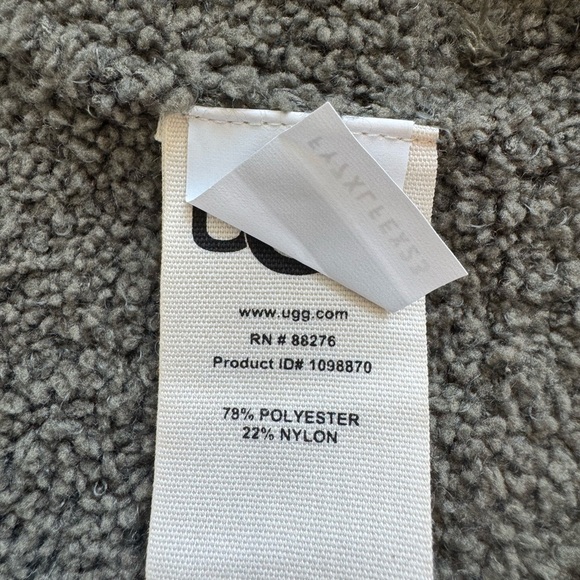 www.ugg.com
RN # 88276
Product ID# 1098870
78% POLYESTER
22% NYLON